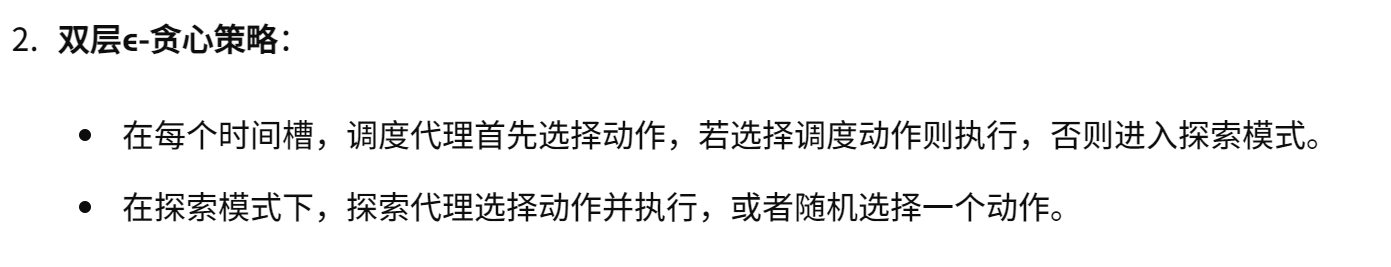 2. 双层ϵ-贪心策略：
• 在每个时间槽，调度代理首先选择动作，若选择调度动作则执行，否则进入探索模式。
• 在探索模式下，探索代理选择动作并执行，或者随机选择一个动作。